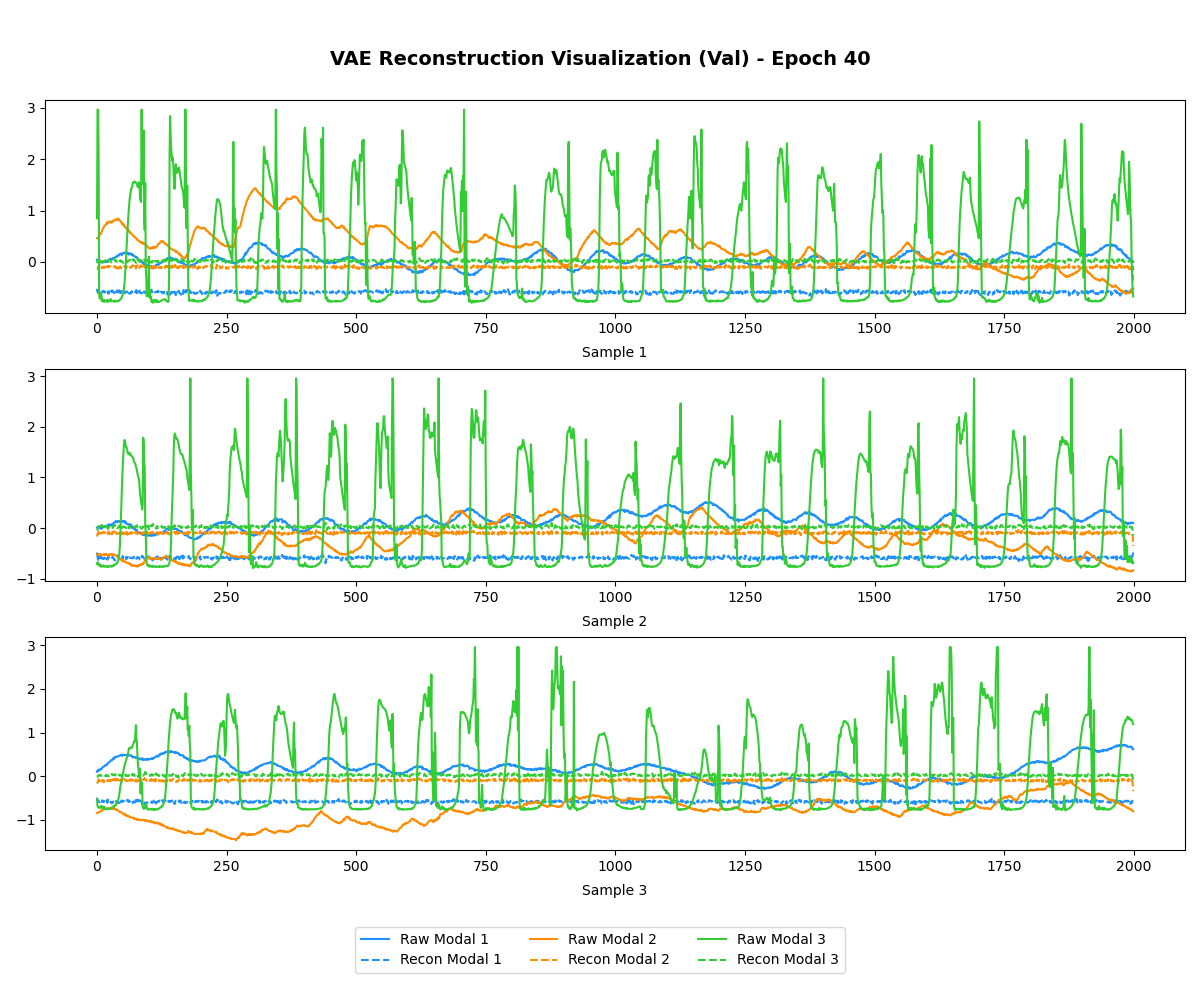 VAE Reconstruction Visualization (Val) - Epoch 40
3
2
1
0
0 250 500 750 1000 1250 1500 1750 2000
Sample 1
3
2
1
0
−1
0 250 500 750 1000 1250 1500 1750 2000
Sample 2
3
2
1
0
−1
0 250 500 750 1000 1250 1500 1750 2000
Sample 3
Raw Modal 1 Raw Modal 2 Raw Modal 3
Recon Modal 1 Recon Modal 2 Recon Modal 3